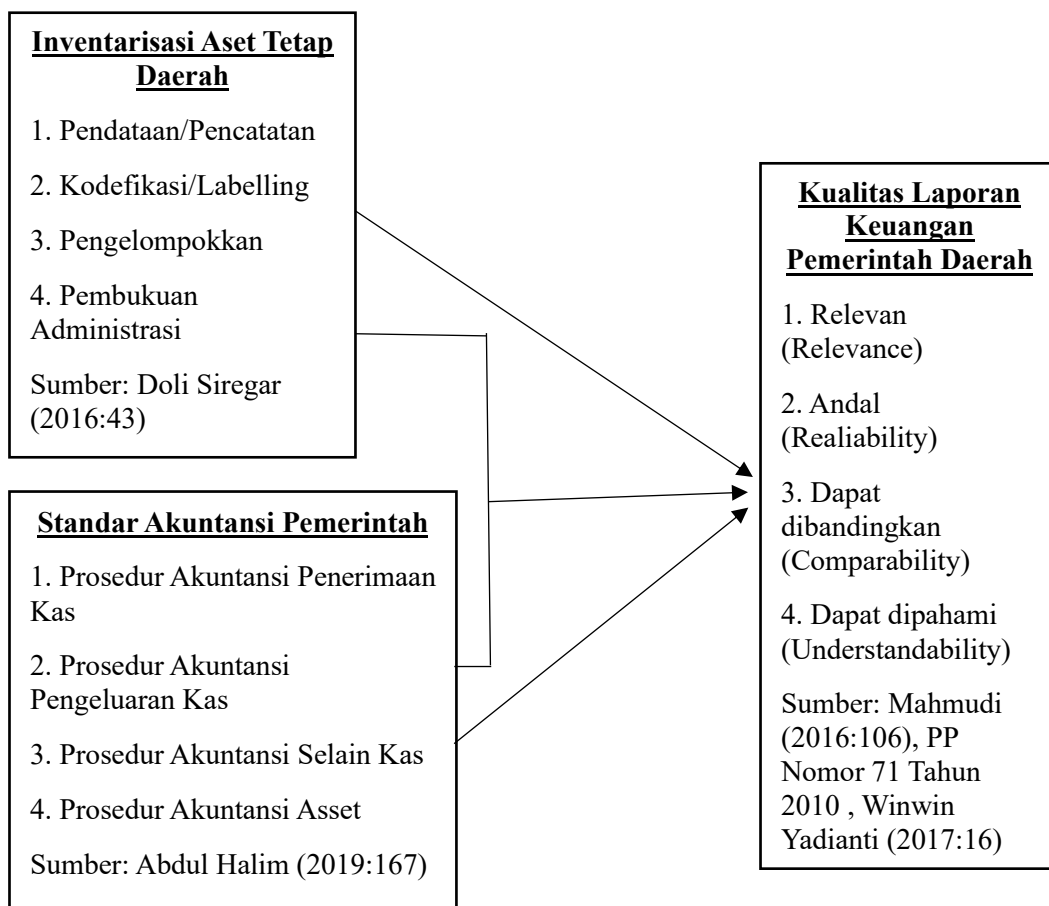 Inventarisasi Aset Tetap
Daerah
1. Pendataan/Pencatatan
2. Kodefikasi/Labelling
3. Pengelompokkan
4. Pembukuan
Administrasi
Sumber: Doli Siregar
(2016:43)
Standar Akuntansi Pemerintah
1. Prosedur Akuntansi Penerimaan
Kas
2. Prosedur Akuntansi
Pengeluaran Kas
3. Prosedur Akuntansi Selain Kas
4. Prosedur Akuntansi Asset
Sumber: Abdul Halim (2019:167)
Kualitas Laporan
Keuangan
Pemerintah Daerah
1. Relevan
(Relevance)
2. Andal
(Realiability)
3. Dapat
dibandingkan
(Comparability)
4. Dapat dipahami
(Understandability)
Sumber: Mahmudi
(2016:106), PP
Nomor 71 Tahun
2010 , Winwin
Yadianti (2017:16)